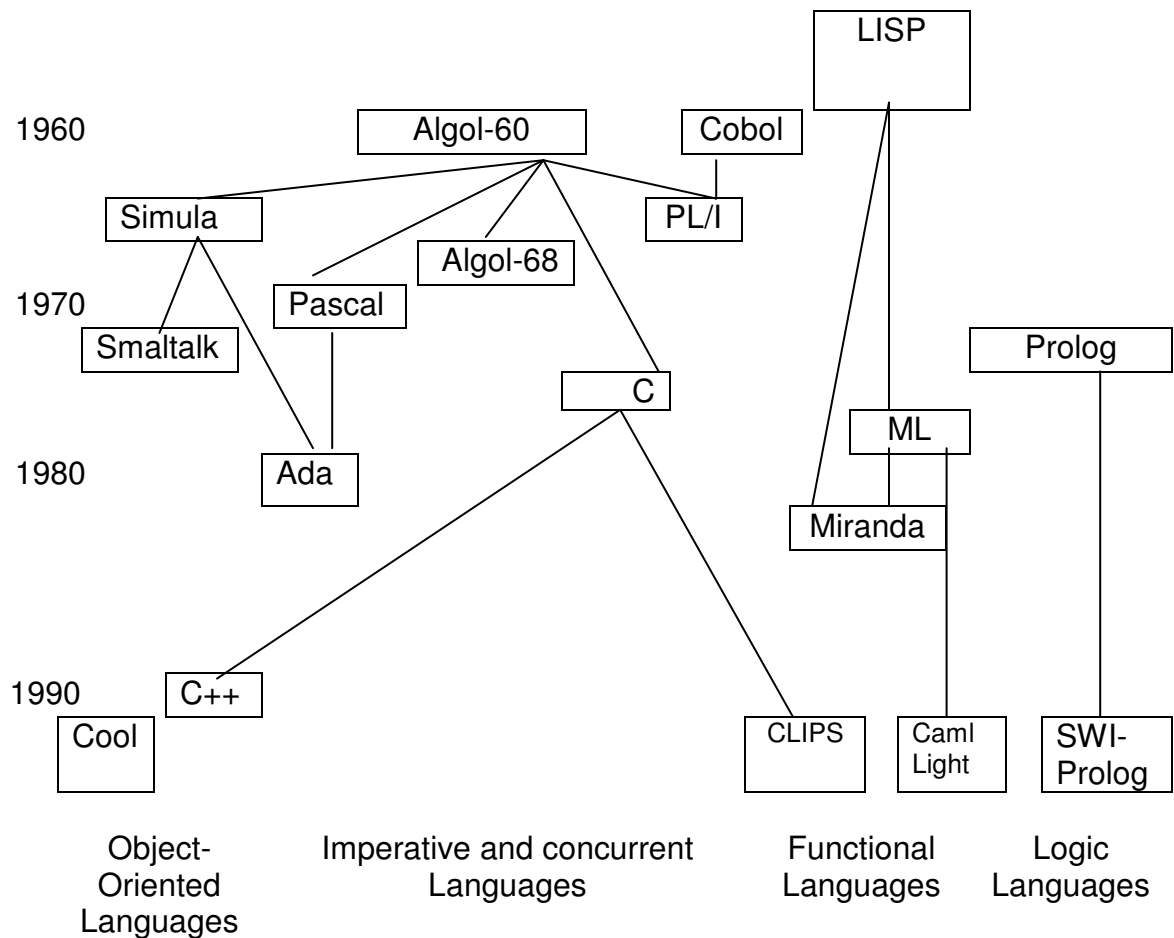 LISP
1960
Algol-60
Cobol
Simula
PL/I
Algol-68
1970
Pascal
Smaltalk
Prolog
C
ML
1980
Ada
Miranda
1990
C++
Cool
CLIPS
Caml
Light
SWI-
Prolog
Object-
Oriented
Languages
Imperative and concurrent
Languages
Functional
Languages
Logic
Languages